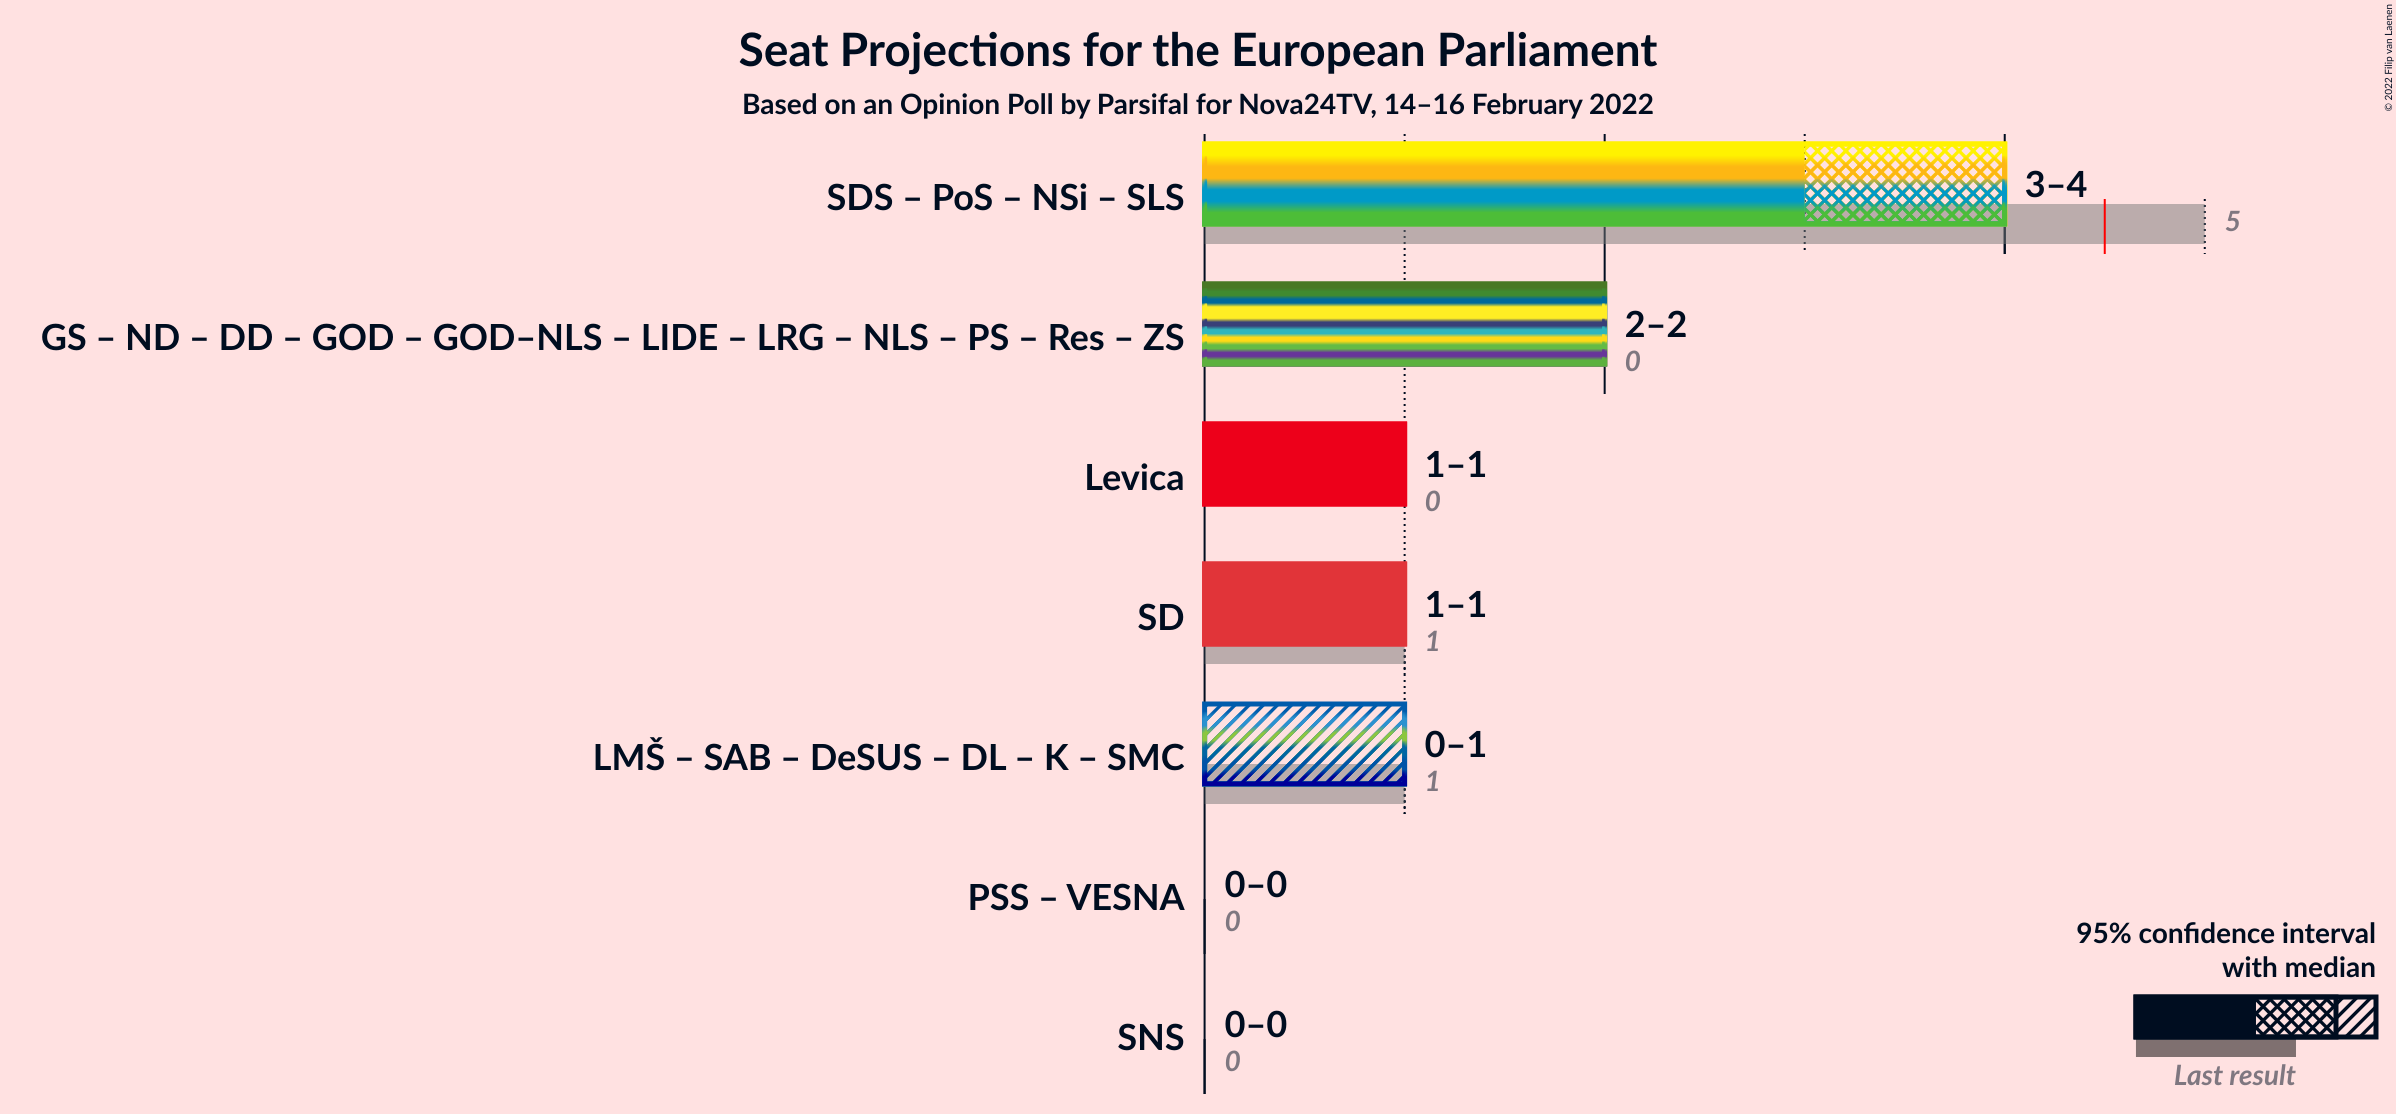 Seat Projections for the European Parliament
Based on an Opinion Poll by Parsifal for Nova24TV, 14–16 February 2022
© 2022 Filip van Laenen
SDS – PoS – NSi – SLS
3–4
5
GS – ND – DD – GOD – GOD–NLS – LIDE – LRG – NLS – PS – Res – ZS
2–2
0
Levica
1–1
0
SD
1–1
1
LMŠ – SAB – DeSUS – DL – K – SMC
0–1
1
PSS – VESNA
0–0
0
SNS
0–0
0
95% confidence interval
with median
Last result